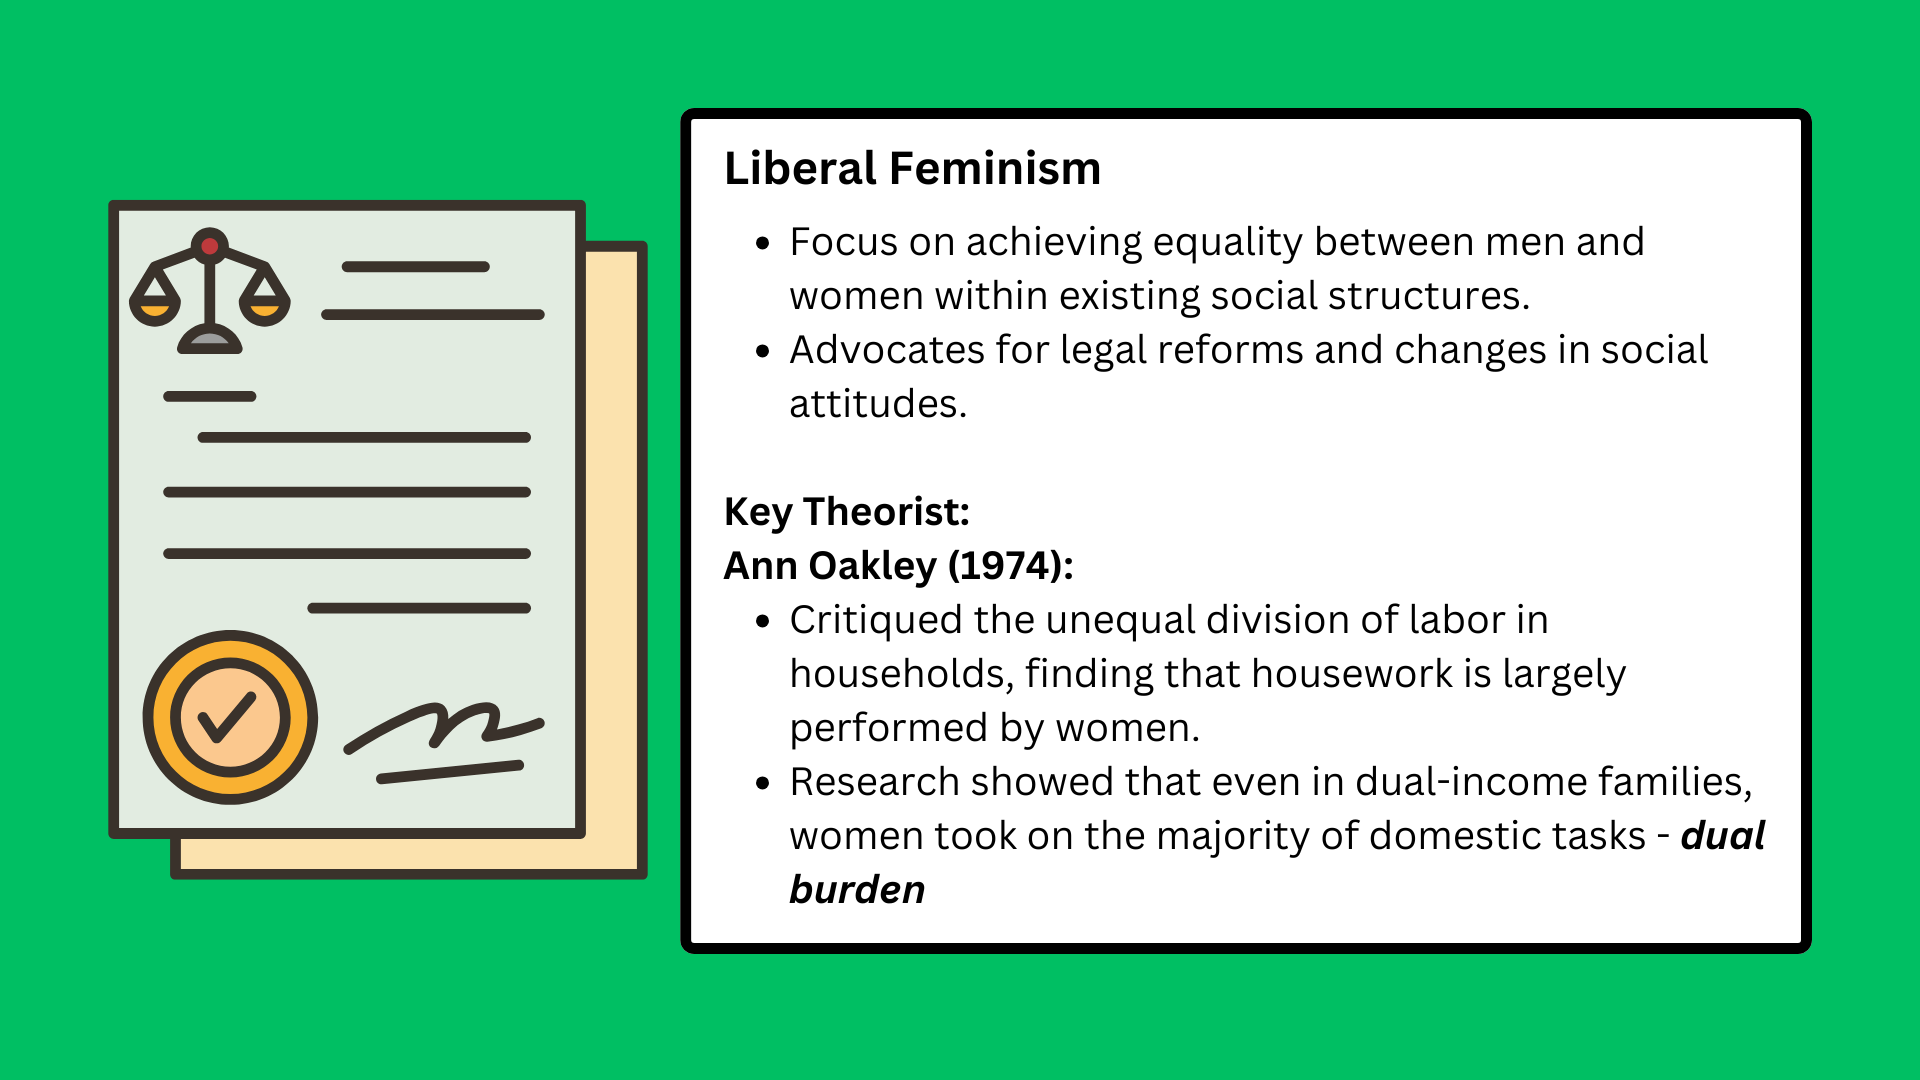 Liberal Feminism
• Focus on achieving equality between men and
women within existing social structures.
• Advocates for legal reforms and changes in social
attitudes.
Key Theorist:
Ann Oakley (1974):
• Critiqued the unequal division of labor in
households, finding that housework is largely
performed by women.
• Research showed that even in dual-income families,
women took on the majority of domestic tasks - dual
burden